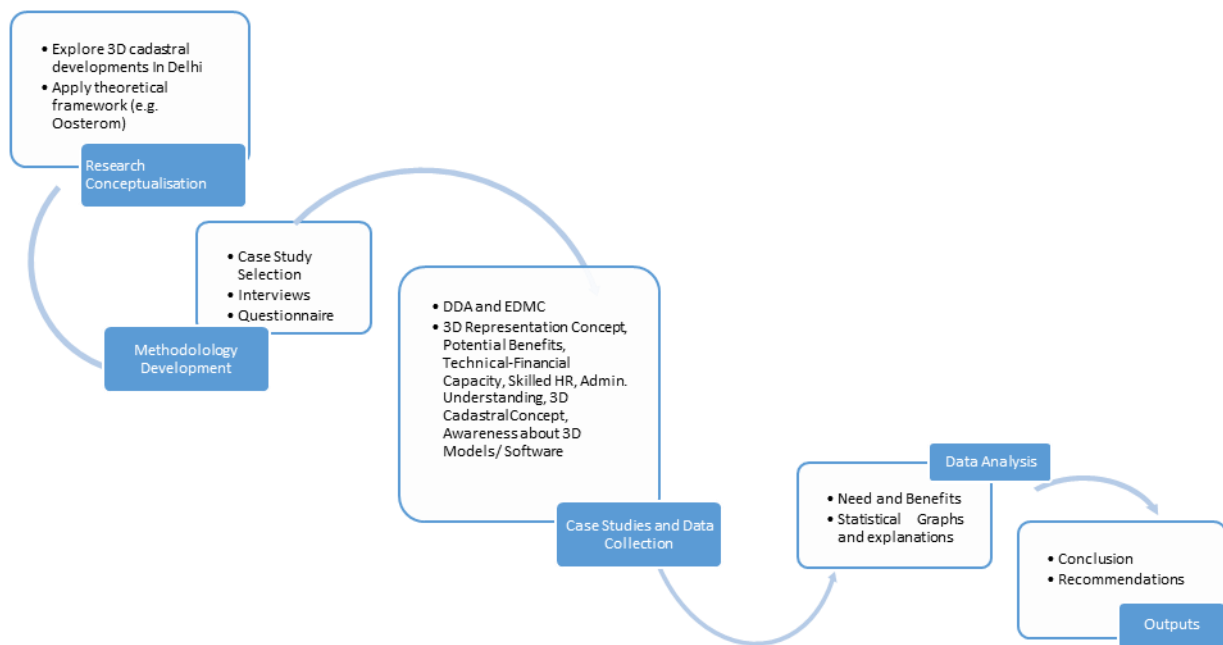 • Explore 3D cadastral
developments In Delhi
• Apply theoretical
framework (e.g.
Oosterom)
Research
Conceptualisation
• Case Study
Selection
• Interviews
• Questionnaire
Methodolology
Development
• DDA and EDMC
• 3D Representation Concept,
Potential Benefits,
Technical-Financial
Capacity, Skilled HR, Admin.
Understanding, 3D
Cadastral Concept,
Awareness about 3D
Models/ Software
Case Studies and Data
Collection
Data Analysis
• Need and Benefits
• Statistical Graphs
and explanations
• Conclusion
• Recommendations
Outputs